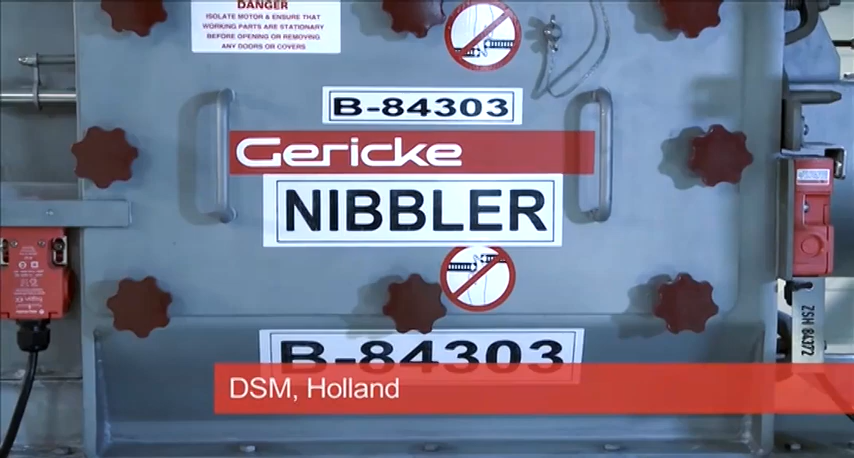 DANGER
ISOLATE MOTOR & ENSURE THAT
WORKING PARTS ARE STATIONARY
BEFORE OPENING OR REMOVING
ANY DOORS OR COVERS
B-84303
Gericke
NIBBLER
B-84303
ZSH 84372
DSM, Holland